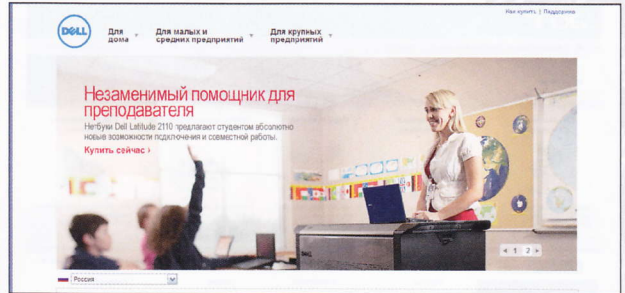 Как купить | Поддержка
DELL
Для дома
Для малых и средних предприятий
Для крупных предприятий
Незаменимый помощник для
преподавателя
Нетбуки Dell Latitude 2110 предлагают студентом абсолютно
новые возможности подключения и совместной работы.
Купить сейчас ›
◄ 1 2 ►
Россия